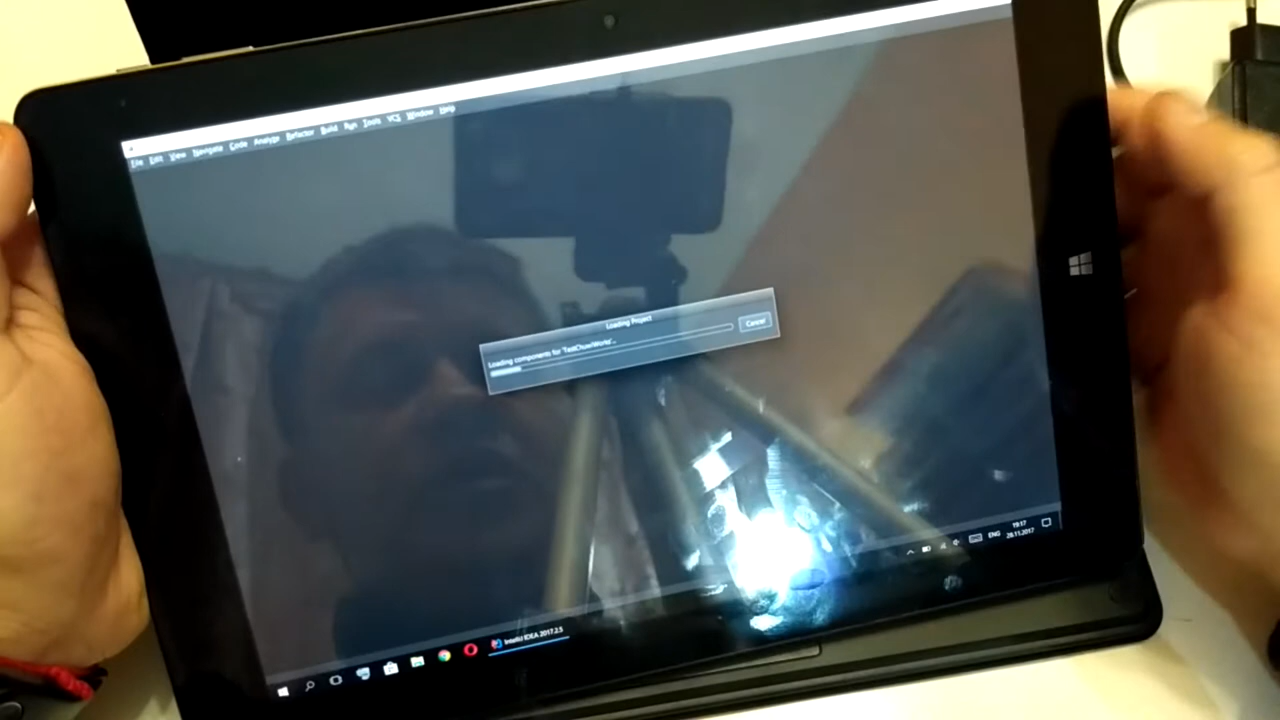 File Edit View Navigate Code Analyze Refactor Build Run Tools VCS Window Help
Loading Project
Loading components for 'TestChuwiWorks'...
Cancel
19:17
ENG
28.11.2017
IntelliJ IDEA 2017.2.5